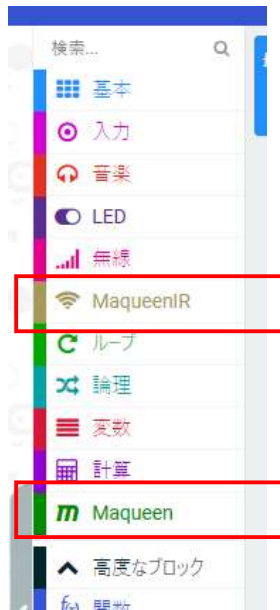 検索...
基本
入力
音楽
LED
無線
MaqueenIR
ループ
論理
変数
計算
Maqueen
高度なブロック
関数